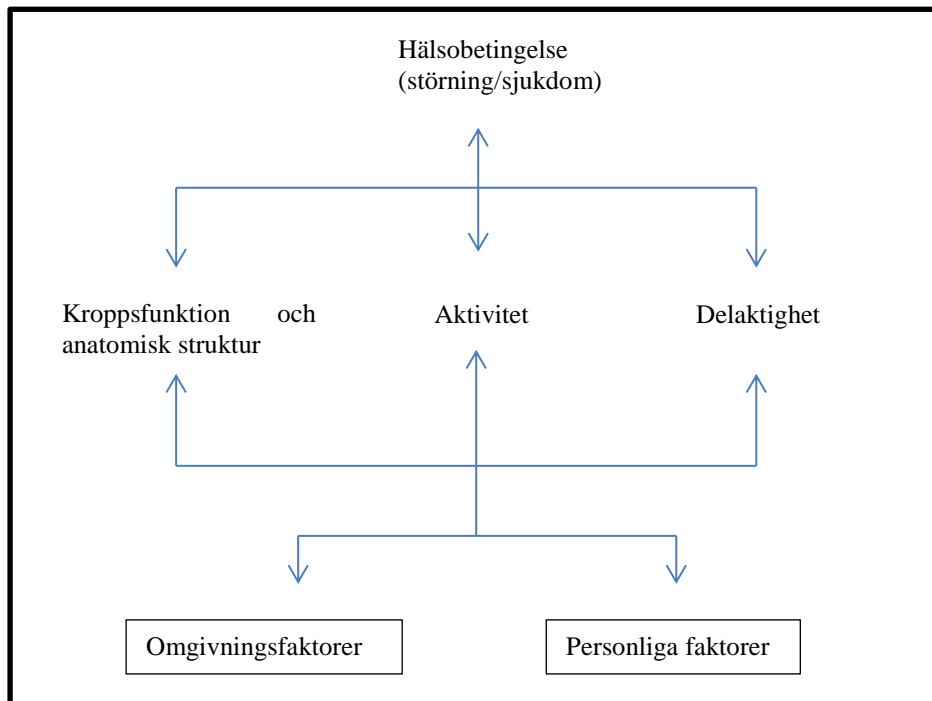 Hälsobetingelse
(störning/sjukdom)
Kroppsfunktion och
anatomisk struktur
Aktivitet
Delaktighet
Omgivningsfaktorer
Personliga faktorer